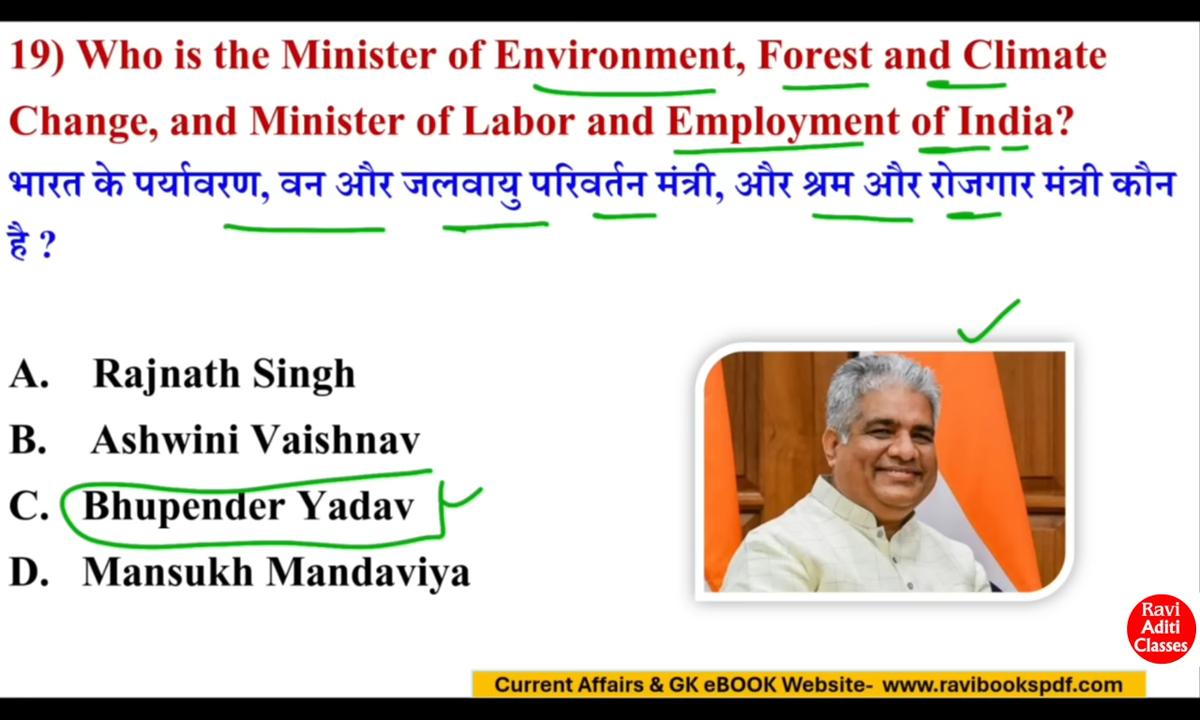 19) Who is the Minister of Environment, Forest and Climate
Change, and Minister of Labor and Employment of India?
भारत के पर्यावरण, वन और जलवायु परिवर्तन मंत्री, और श्रम और रोजगार मंत्री कौन
है ?
A. Rajnath Singh
B. Ashwini Vaishnav
C. Bhupender Yadav
D. Mansukh Mandaviya
Ravi
Aditi
Classes
Current Affairs & GK eBOOK Website- www.ravibookspdf.com